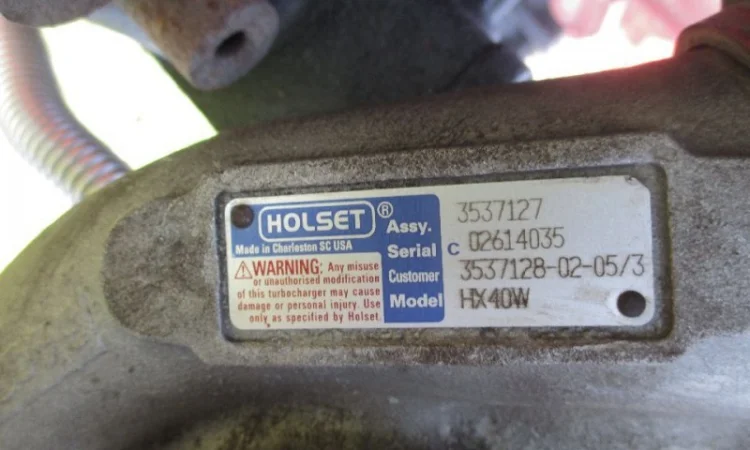 HOLSET®
Made in Charleston SC USA
⚠WARNING: Any misuse
or unauthorised modification
of this turbocharger may cause
damage or personal injury. Use
only as specified by Holset.
Assy. 3537127
Serial C 02614035
Customer 3537128-02-05/3
Model HX40W